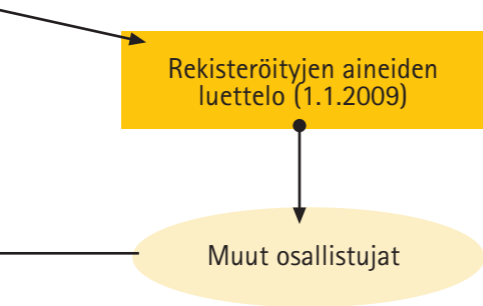 Rekisteröityjen aineiden
luettelo (1.1.2009)
Muut osallistujat